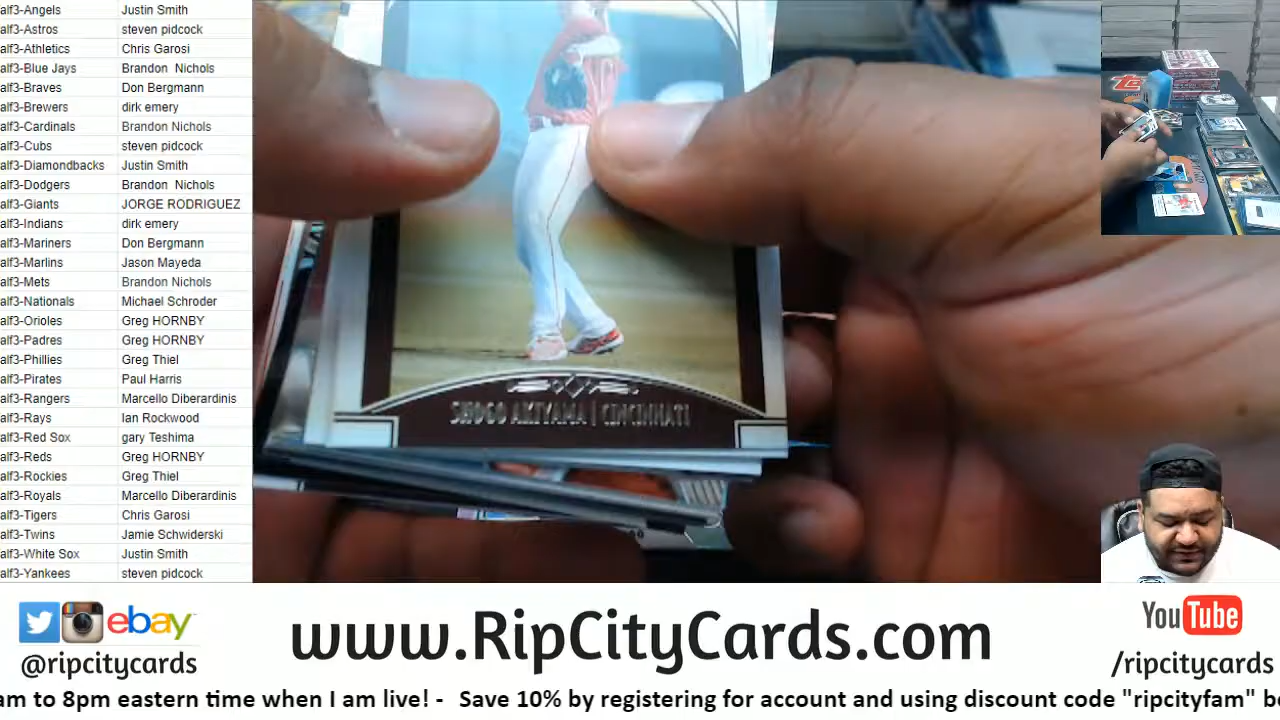 alf3-Angels Justin Smith
alf3-Astros steven pidcock
alf3-Athletics Chris Garosi
alf3-Blue Jays Brandon Nichols
alf3-Braves Don Bergmann
alf3-Brewers dirk emery
alf3-Cardinals Brandon Nichols
alf3-Cubs steven pidcock
alf3-Diamondbacks Justin Smith
alf3-Dodgers Brandon Nichols
alf3-Giants JORGE RODRIGUEZ
alf3-Indians dirk emery
alf3-Mariners Don Bergmann
alf3-Marlins Jason Mayeda
alf3-Mets Brandon Nichols
alf3-Nationals Michael Schroder
alf3-Orioles Greg HORNBY
alf3-Padres Greg HORNBY
alf3-Phillies Greg Thiel
alf3-Pirates Paul Harris
alf3-Rangers Marcello Diberardinis
alf3-Rays Ian Rockwood
alf3-Red Sox gary Teshima
alf3-Reds Greg HORNBY
alf3-Rockies Greg Thiel
alf3-Royals Marcello Diberardinis
alf3-Tigers Chris Garosi
alf3-Twins Jamie Schwiderski
alf3-White Sox Justin Smith
alf3-Yankees steven pidcock
SHOGO AKIYAMA | CINCINNATI
ebay
@ripcitycards
www.RipCityCards.com
YouTube
/ripcitycards
am to 8pm eastern time when I am live! - Save 10% by registering for account and using discount code "ripcityfam" be